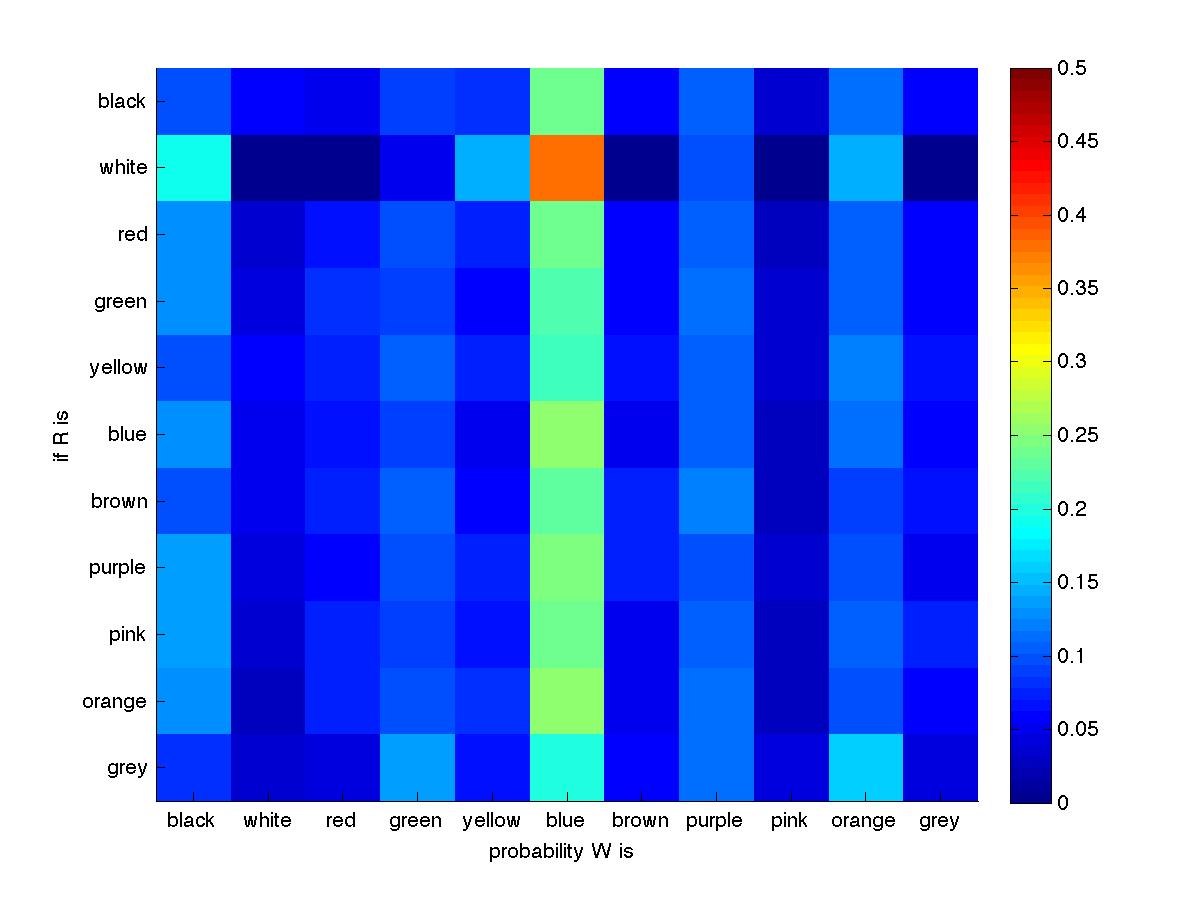 black
white
red
green
yellow
blue
brown
purple
pink
orange
grey
if R is
black white red green yellow blue brown purple pink orange grey
probability W is
0.5
0.45
0.4
0.35
0.3
0.25
0.2
0.15
0.1
0.05
0